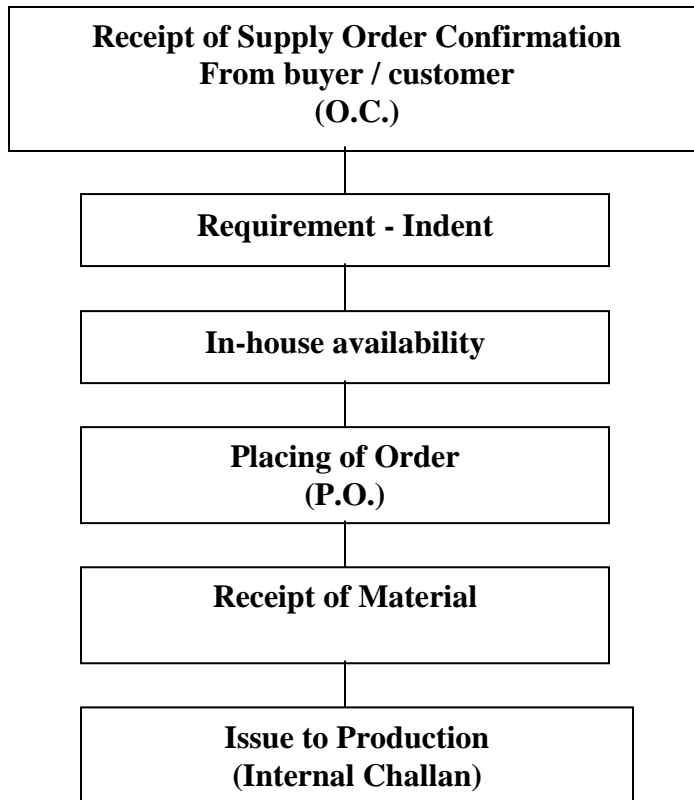 Receipt of Supply Order Confirmation
From buyer / customer
(O.C.)
Requirement - Indent
In-house availability
Placing of Order
(P.O.)
Receipt of Material
Issue to Production
(Internal Challan)